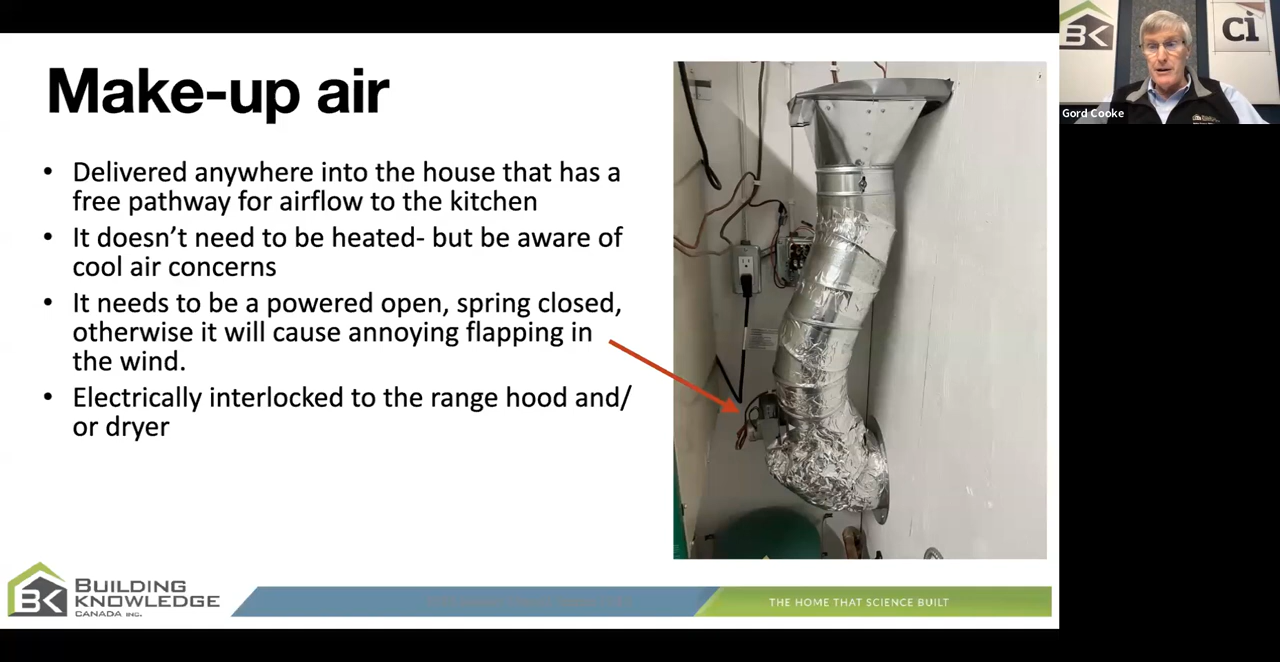 Make-up air
• Delivered anywhere into the house that has a
free pathway for airflow to the kitchen
• It doesn’t need to be heated- but be aware of
cool air concerns
• It needs to be a powered open, spring closed,
otherwise it will cause annoying flapping in
the wind.
• Electrically interlocked to the range hood and/
or dryer
BK
BUILDING
KNOWLEDGE
CANADA INC.
THE HOME THAT SCIENCE BUILT
BK
ci
Gord Cooke